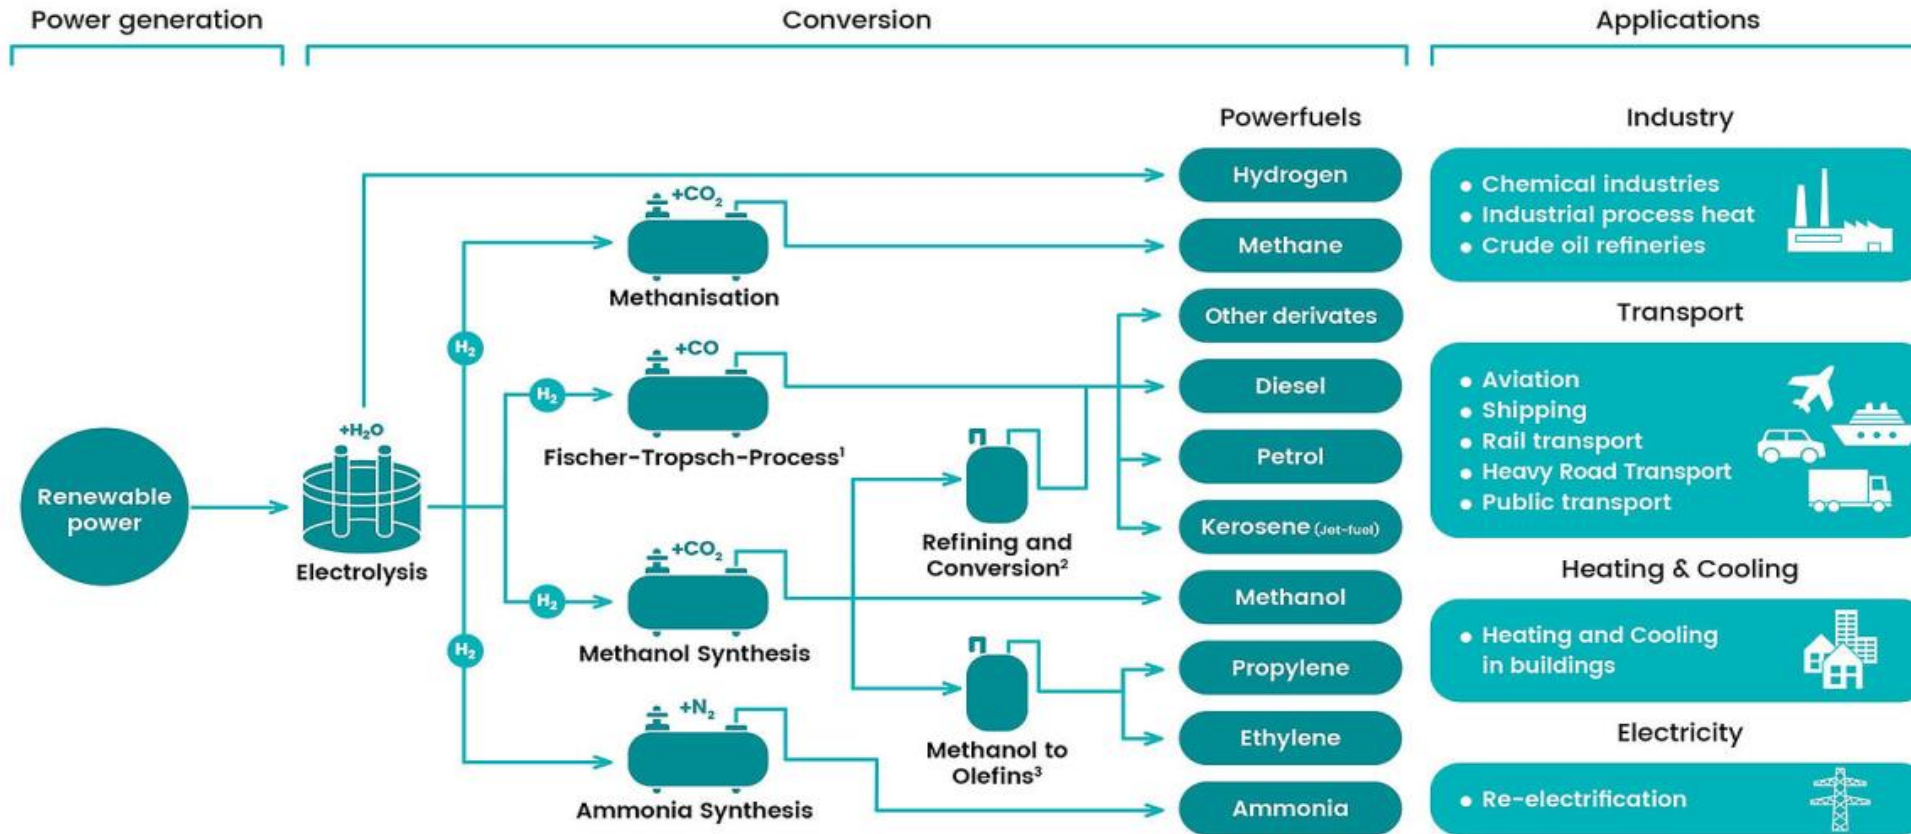 Power generation
Conversion
Applications
Powerfuels
Industry
Hydrogen
Methane
Other derivates
Diesel
Petrol
Kerosene (Jet-fuel)
Methanol
Propylene
Ethylene
Ammonia
Renewable
power
+H₂O
Electrolysis
H₂
H₂
H₂
H₂
+CO₂
Methanisation
+CO
Fischer-Tropsch-Process¹
+CO₂
Methanol Synthesis
+N₂
Ammonia Synthesis
Refining and
Conversion²
Methanol to
Olefins³
• Chemical industries
• Industrial process heat
• Crude oil refineries
Transport
• Aviation
• Shipping
• Rail transport
• Heavy Road Transport
• Public transport
Heating & Cooling
• Heating and Cooling
in buildings
Electricity
• Re-electrification